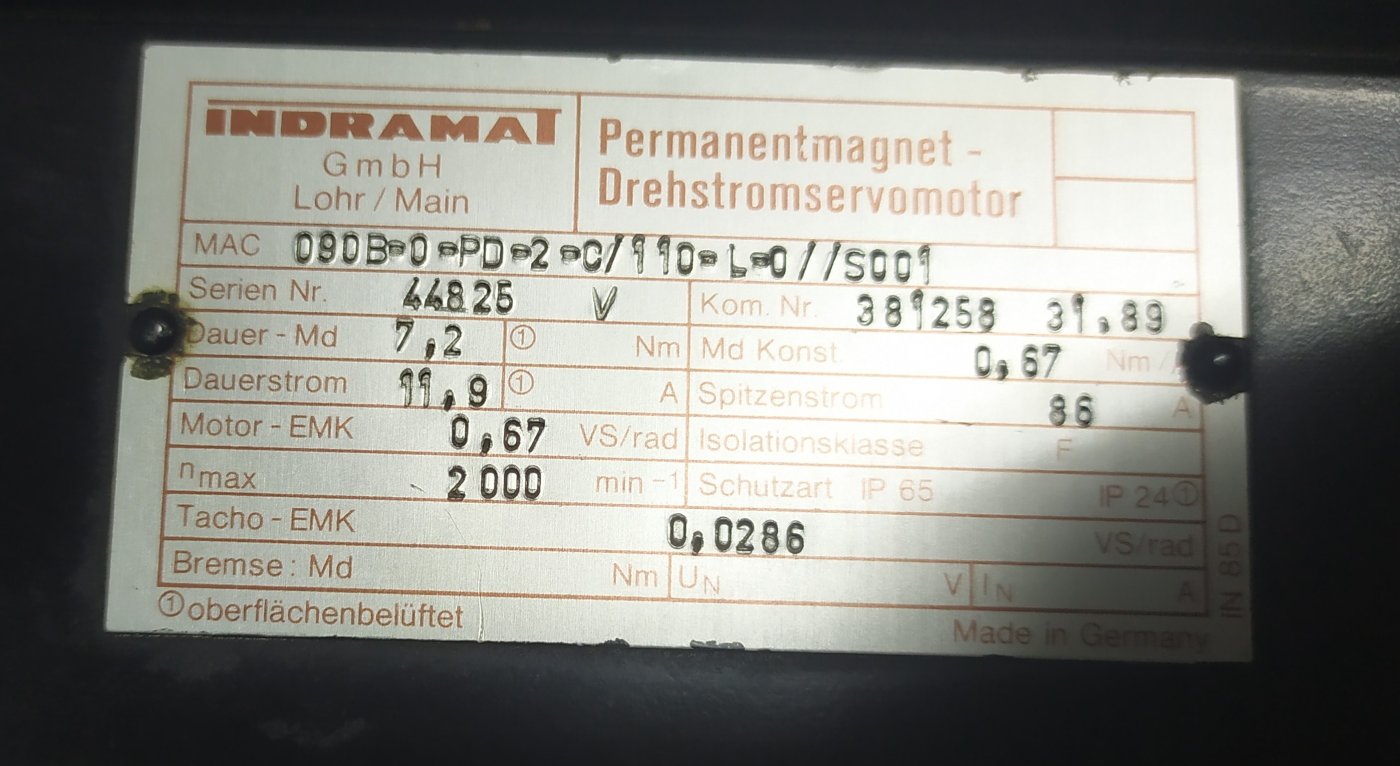 INDRAMAT
GmbH
Lohr / Main
Permanentmagnet -
Drehstromservomotor
MAC 090B-0-PD-2-C/110-L-0//S001
Serien Nr. 44825 V Kom. Nr. 381258 31,89
Dauer - Md 7,2 ① Nm Md Konst. 0,67 Nm/
Dauerstrom 11,9 ① A Spitzenstrom 86 A
Motor - EMK 0,67 VS/rad Isolationsklasse F
nmax 2000 min -1 Schutzart IP 65 IP 24①
Tacho - EMK 0,0286 VS/rad
Bremse: Md Nm UN V IN A
①oberflächenbelüftet
Made in Germany
IN 85 D